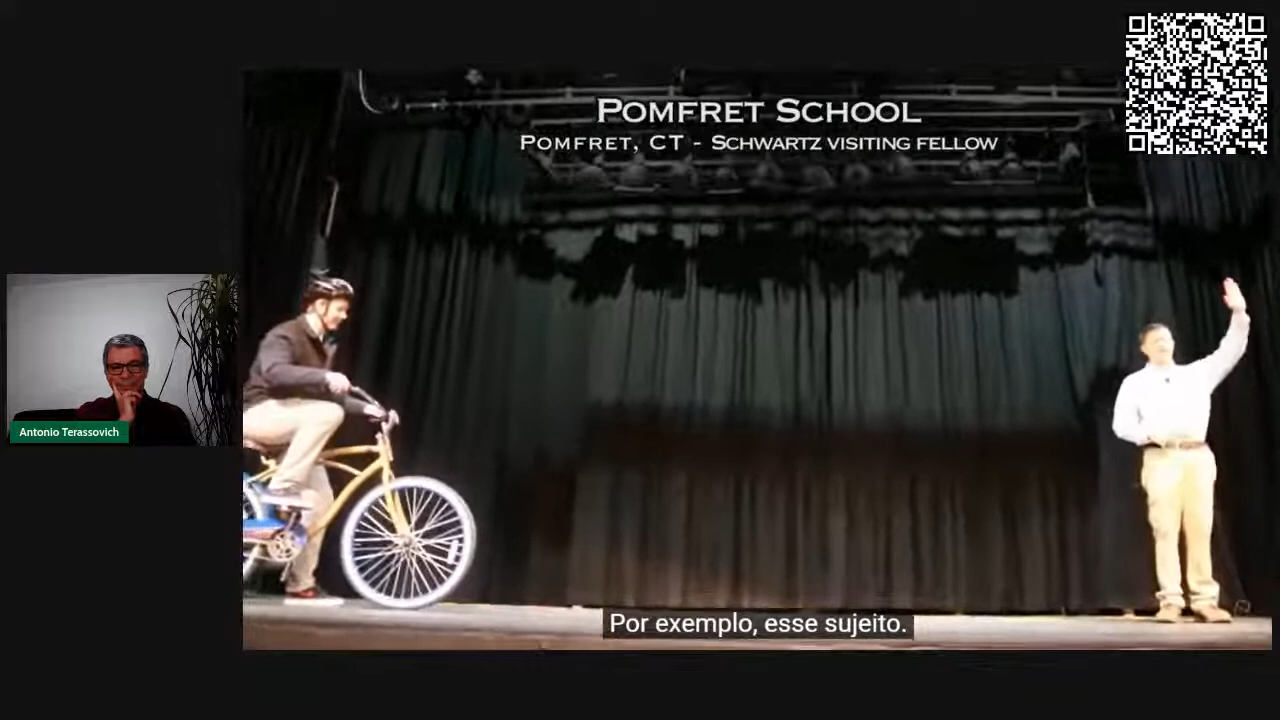 POMFRET SCHOOL
POMFRET, CT - SCHWARTZ VISITING FELLOW
Antonio Terassovich
Por exemplo, esse sujeito.